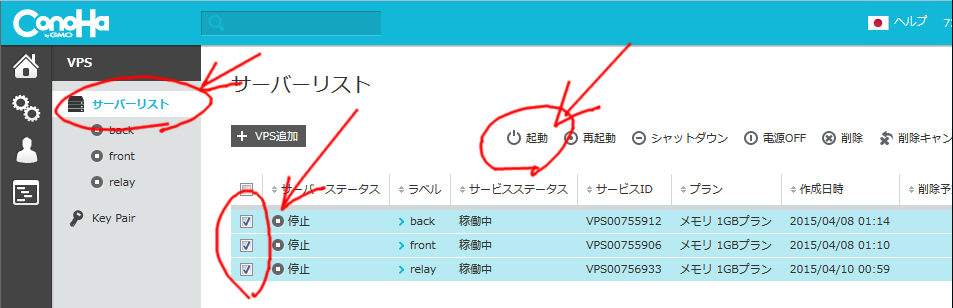 ConoHa
by GMO
ヘルプ
VPS
サーバーリスト
back
front
relay
Key Pair
サーバーリスト
+ VPS追加
起動 再起動 シャットダウン 電源OFF 削除 削除キャン
サーバーステータス ラベル サービスステータス サービスID プラン 作成日時 削除予
停止 back 稼働中 VPS00755912 メモリ 1GBプラン 2015/04/08 01:14
停止 front 稼働中 VPS00755906 メモリ 1GBプラン 2015/04/08 01:10
停止 relay 稼働中 VPS00756933 メモリ 1GBプラン 2015/04/10 00:59